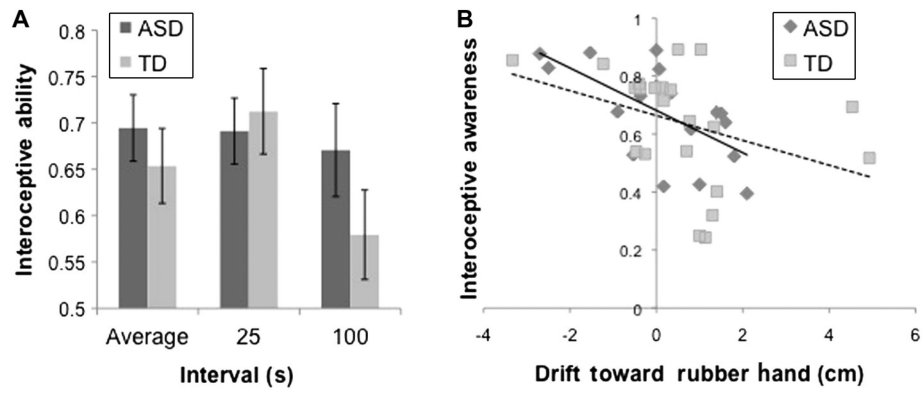 A
ASD
TD
Interoceptive ability
0.8
0.75
0.7
0.65
0.6
0.55
0.5
Average 25 100
Interval (s)
B
ASD
TD
Interoceptive awareness
1
0.8
0.6
0.4
0.2
0
-4 -2 0 2 4 6
Drift toward rubber hand (cm)